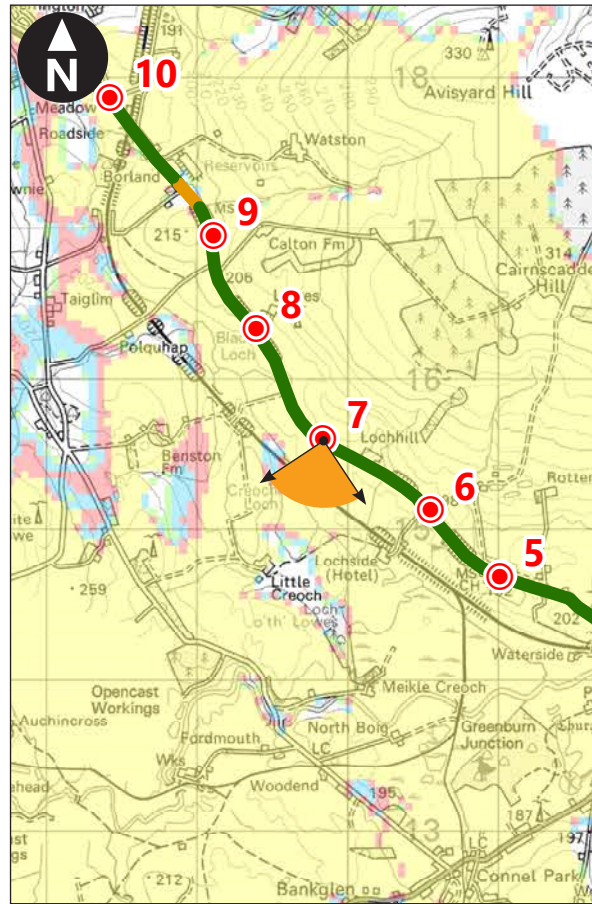 N
10
191
330
18
Avisyard Hill
Meadow
Roadside
Watston
Reservoirs
Borland
MS
9
17
215
Calton Fm
314
Cairnscadden
Hill
206
Taiglim
8
Polquhap
Loch
16
7
Lochhill
Benston
Fm
6
Creoch
Loch
15
5
Lochside
(Hotel)
MS
Little
Creoch
259
Loch
o'th' Lowes
202
Waterside
Meikle Creoch
Opencast
Workings
Auchincross
North Boig
Fordmouth
LC
Greenburn
Junction
Wks
Woodend
195
187
13
LC
197
212
Connel Park
Bankglen